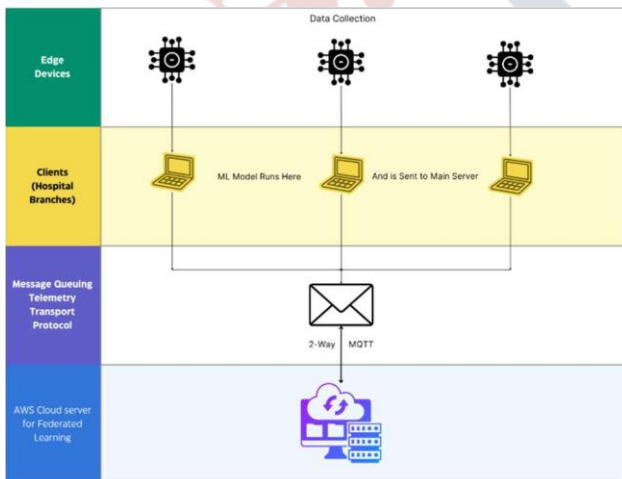 Data Collection
Edge
Devices
Clients
(Hospital
Branches)
ML Model Runs Here
And is Sent to Main Server
Message Queuing
Telemetry
Transport
Protocol
2-Way MQTT
AWS Cloud server
for Federated
Learning